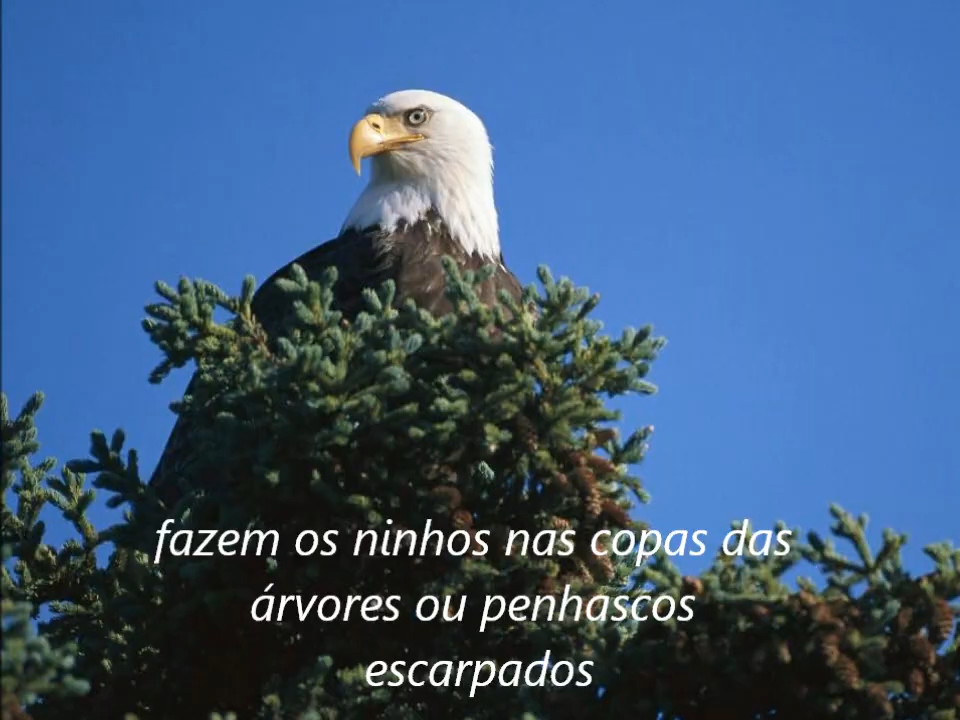 fazem os ninhos nas copas das
árvores ou penhascos
escarpados